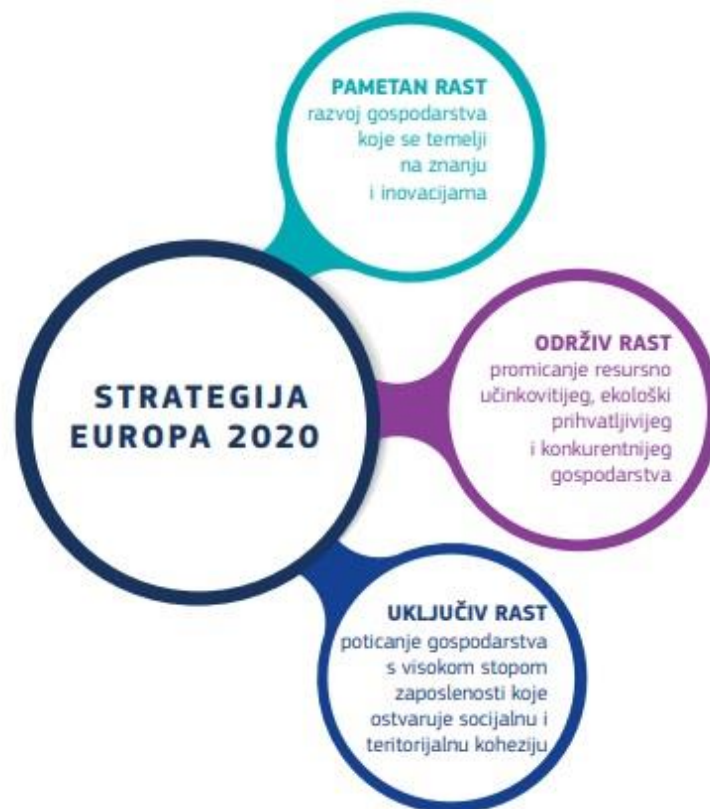 PAMETAN RAST
razvoj gospodarstva
koje se temelji
na znanju
i inovacijama
STRATEGIJA
EUROPA 2020
ODRŽIV RAST
promicanje resursno
učinkovitijeg, ekološki
prihvatljivijeg
i konkurentnijeg
gospodarstva
UKLJUČIV RAST
poticanje gospodarstva
s visokom stopom
zaposlenosti koje
ostvaruje socijalnu i
teritorijalnu koheziju